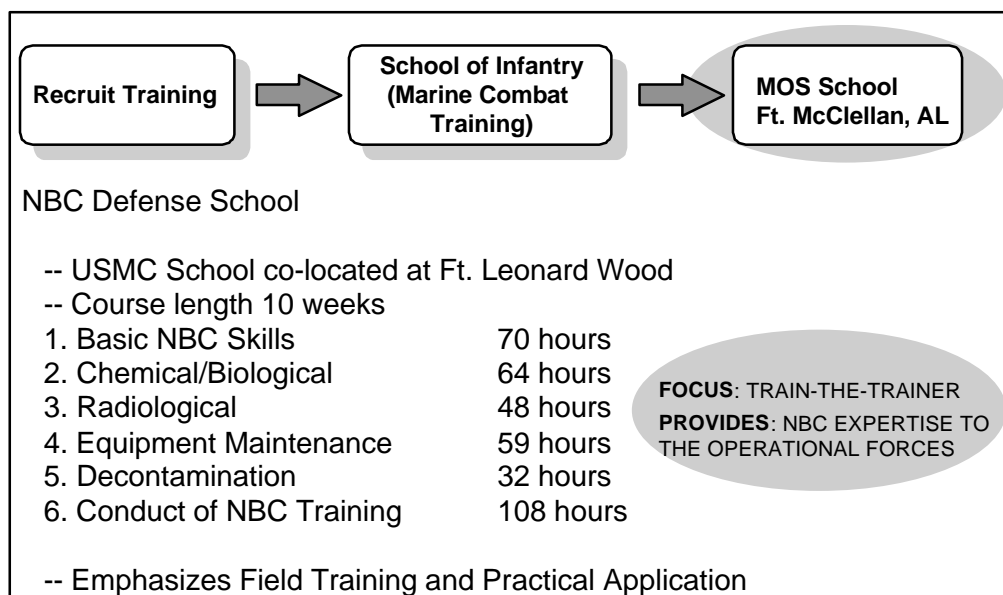 Recruit Training
School of Infantry
(Marine Combat
Training)
MOS School
Ft. McClellan, AL
NBC Defense School
-- USMC School co-located at Ft. Leonard Wood
-- Course length 10 weeks
1. Basic NBC Skills 70 hours
2. Chemical/Biological 64 hours
3. Radiological 48 hours
4. Equipment Maintenance 59 hours
5. Decontamination 32 hours
6. Conduct of NBC Training 108 hours
FOCUS: TRAIN-THE-TRAINER
PROVIDES: NBC EXPERTISE TO
THE OPERATIONAL FORCES
-- Emphasizes Field Training and Practical Application